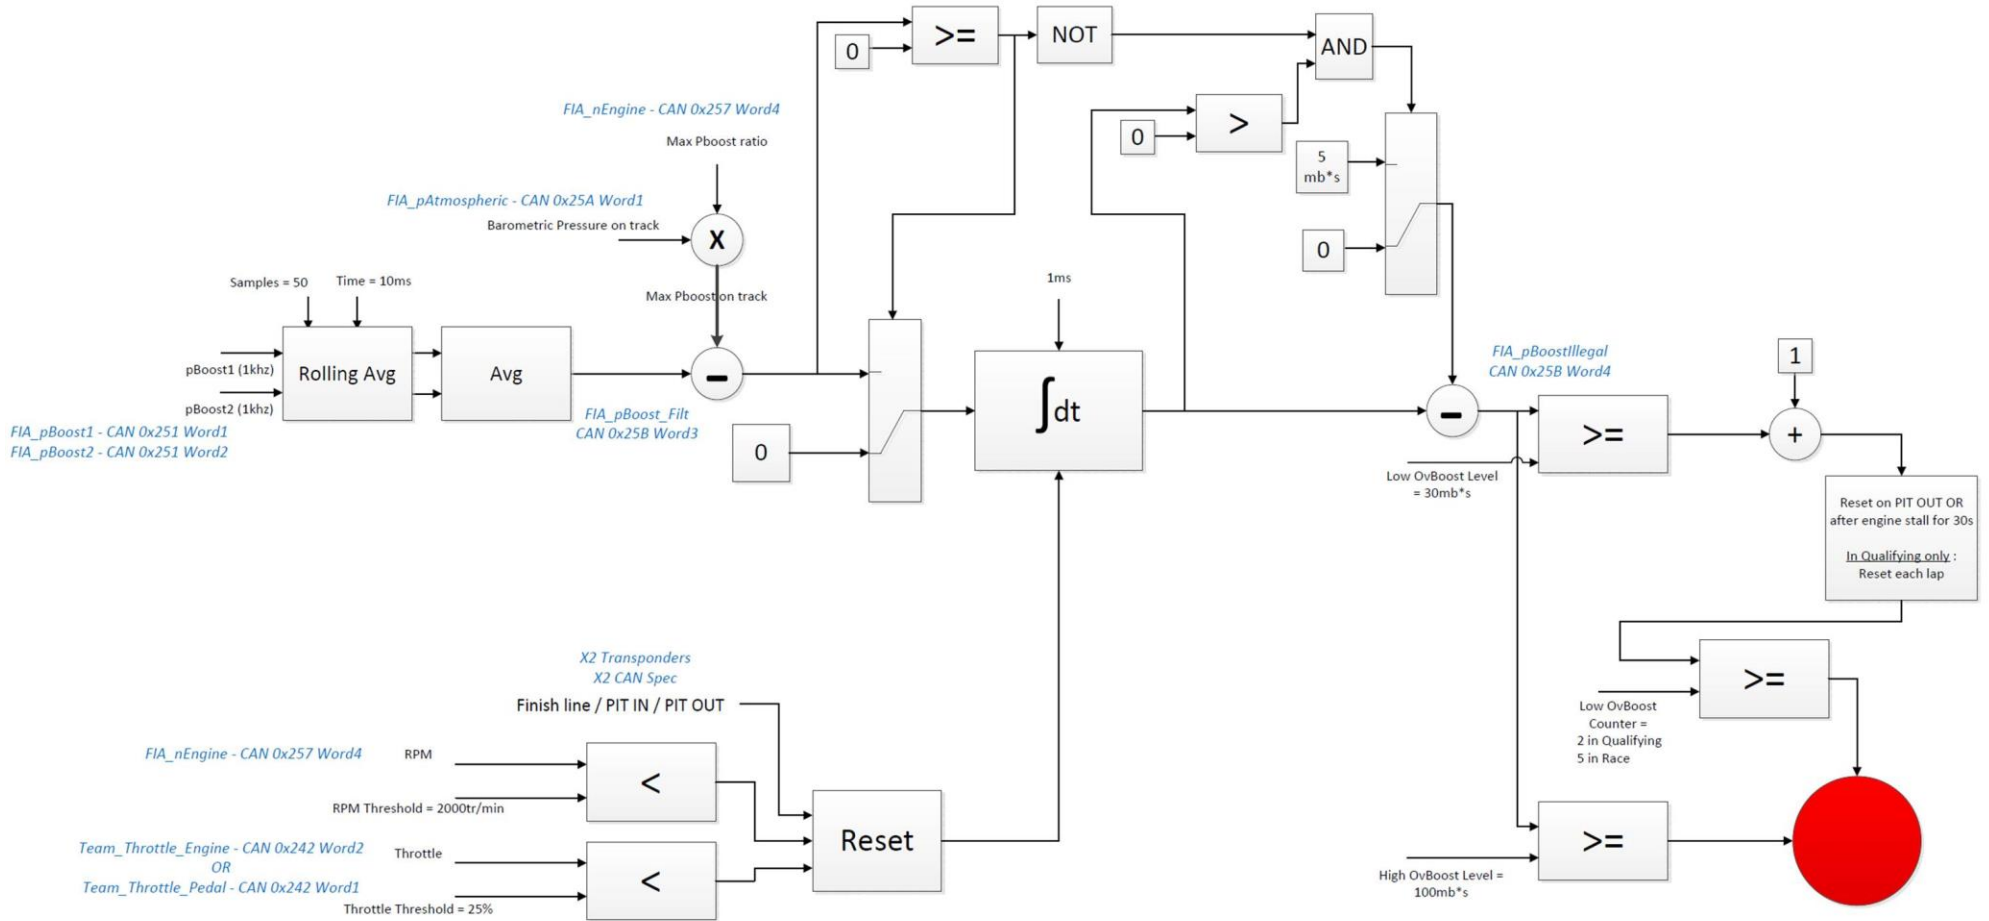 >=
NOT
AND
0
FIA_nEngine - CAN 0x257 Word4
>
0
Max Pboost ratio
5
mb*s
FIA_pAtmospheric - CAN 0x25A Word1
Barometric Pressure on track
X
0
Samples = 50
Time = 10ms
1ms
Max Pboost on track
pBoost1 (1khz)
pBoost2 (1khz)
Rolling Avg
Avg
-
FIA_pBoost1 - CAN 0x251 Word1
FIA_pBoost2 - CAN 0x251 Word2
FIA_pBoost_Filt
CAN 0x25B Word3
0
∫dt
-
FIA_pBoostIllegal
CAN 0x25B Word4
1
>=
+
Low OvBoost Level
= 30mb*s
Reset on PIT OUT OR
after engine stall for 30s
In Qualifying only :
Reset each lap
X2 Transponders
X2 CAN Spec
Finish line / PIT IN / PIT OUT
>=
Low OvBoost
Counter =
2 in Qualifying
5 in Race
FIA_nEngine - CAN 0x257 Word4
RPM
<
RPM Threshold = 2000tr/min
Reset
Team_Throttle_Engine - CAN 0x242 Word2
OR
Team_Throttle_Pedal - CAN 0x242 Word1
Throttle
<
Throttle Threshold = 25%
>=
High OvBoost Level =
100mb*s